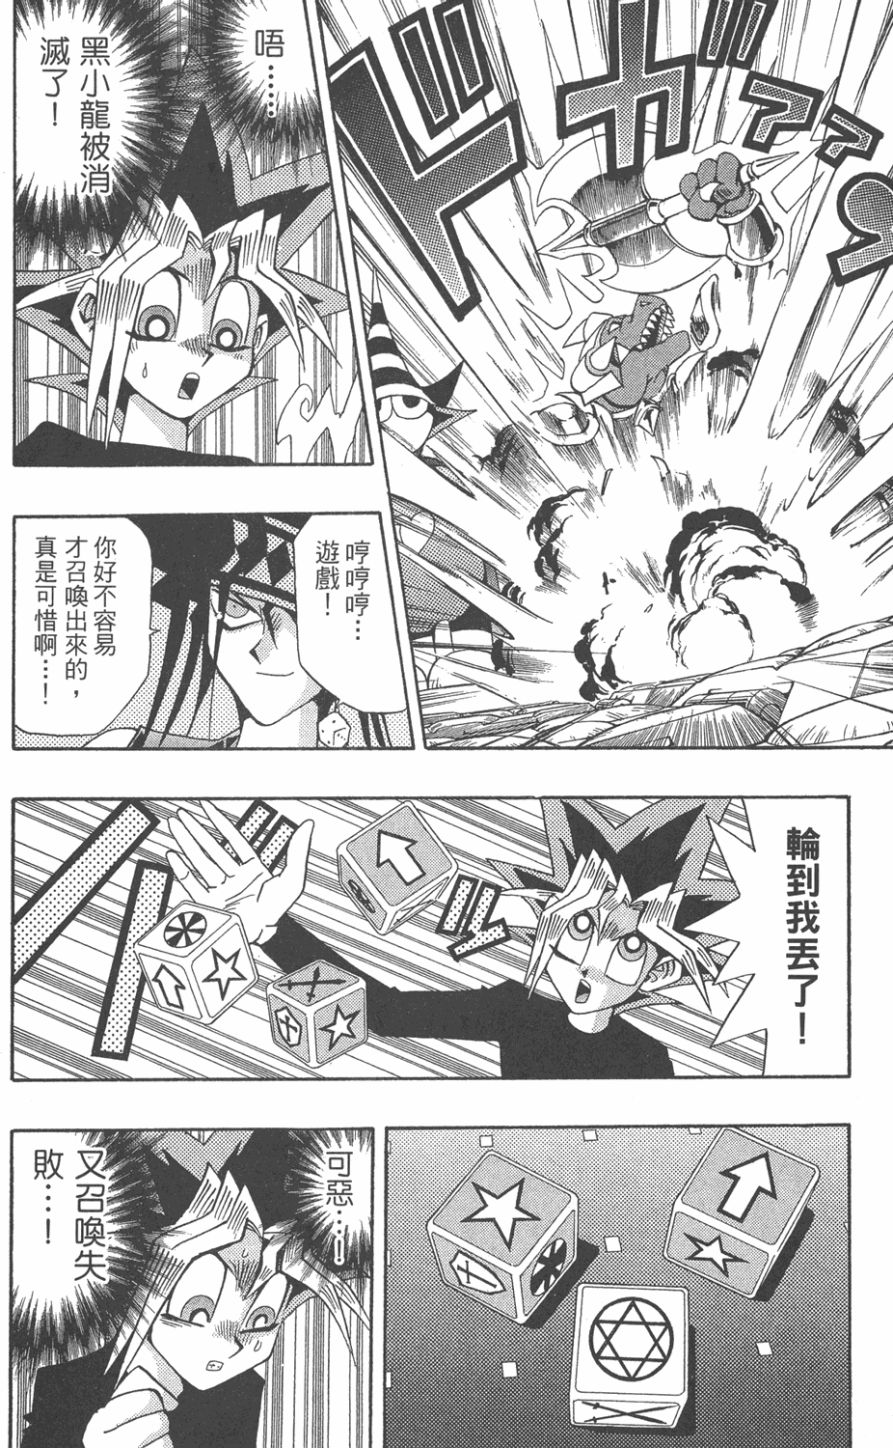 ドカ
??
唔……
黑小龍被消
滅了！
哼哼哼…
遊戲！
你好不容易
才召喚出來的，
真是可惜啊…！
輪到我丟了！
可惡…！
又召喚失
敗…！